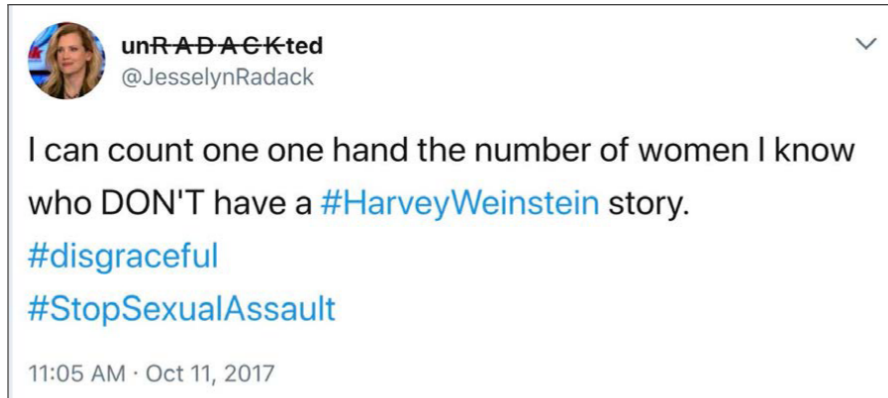 unRADACKted
@JesselynRadack
I can count one one hand the number of women I know
who DON'T have a #HarveyWeinstein story.
#disgraceful
#StopSexualAssault
11:05 AM · Oct 11, 2017